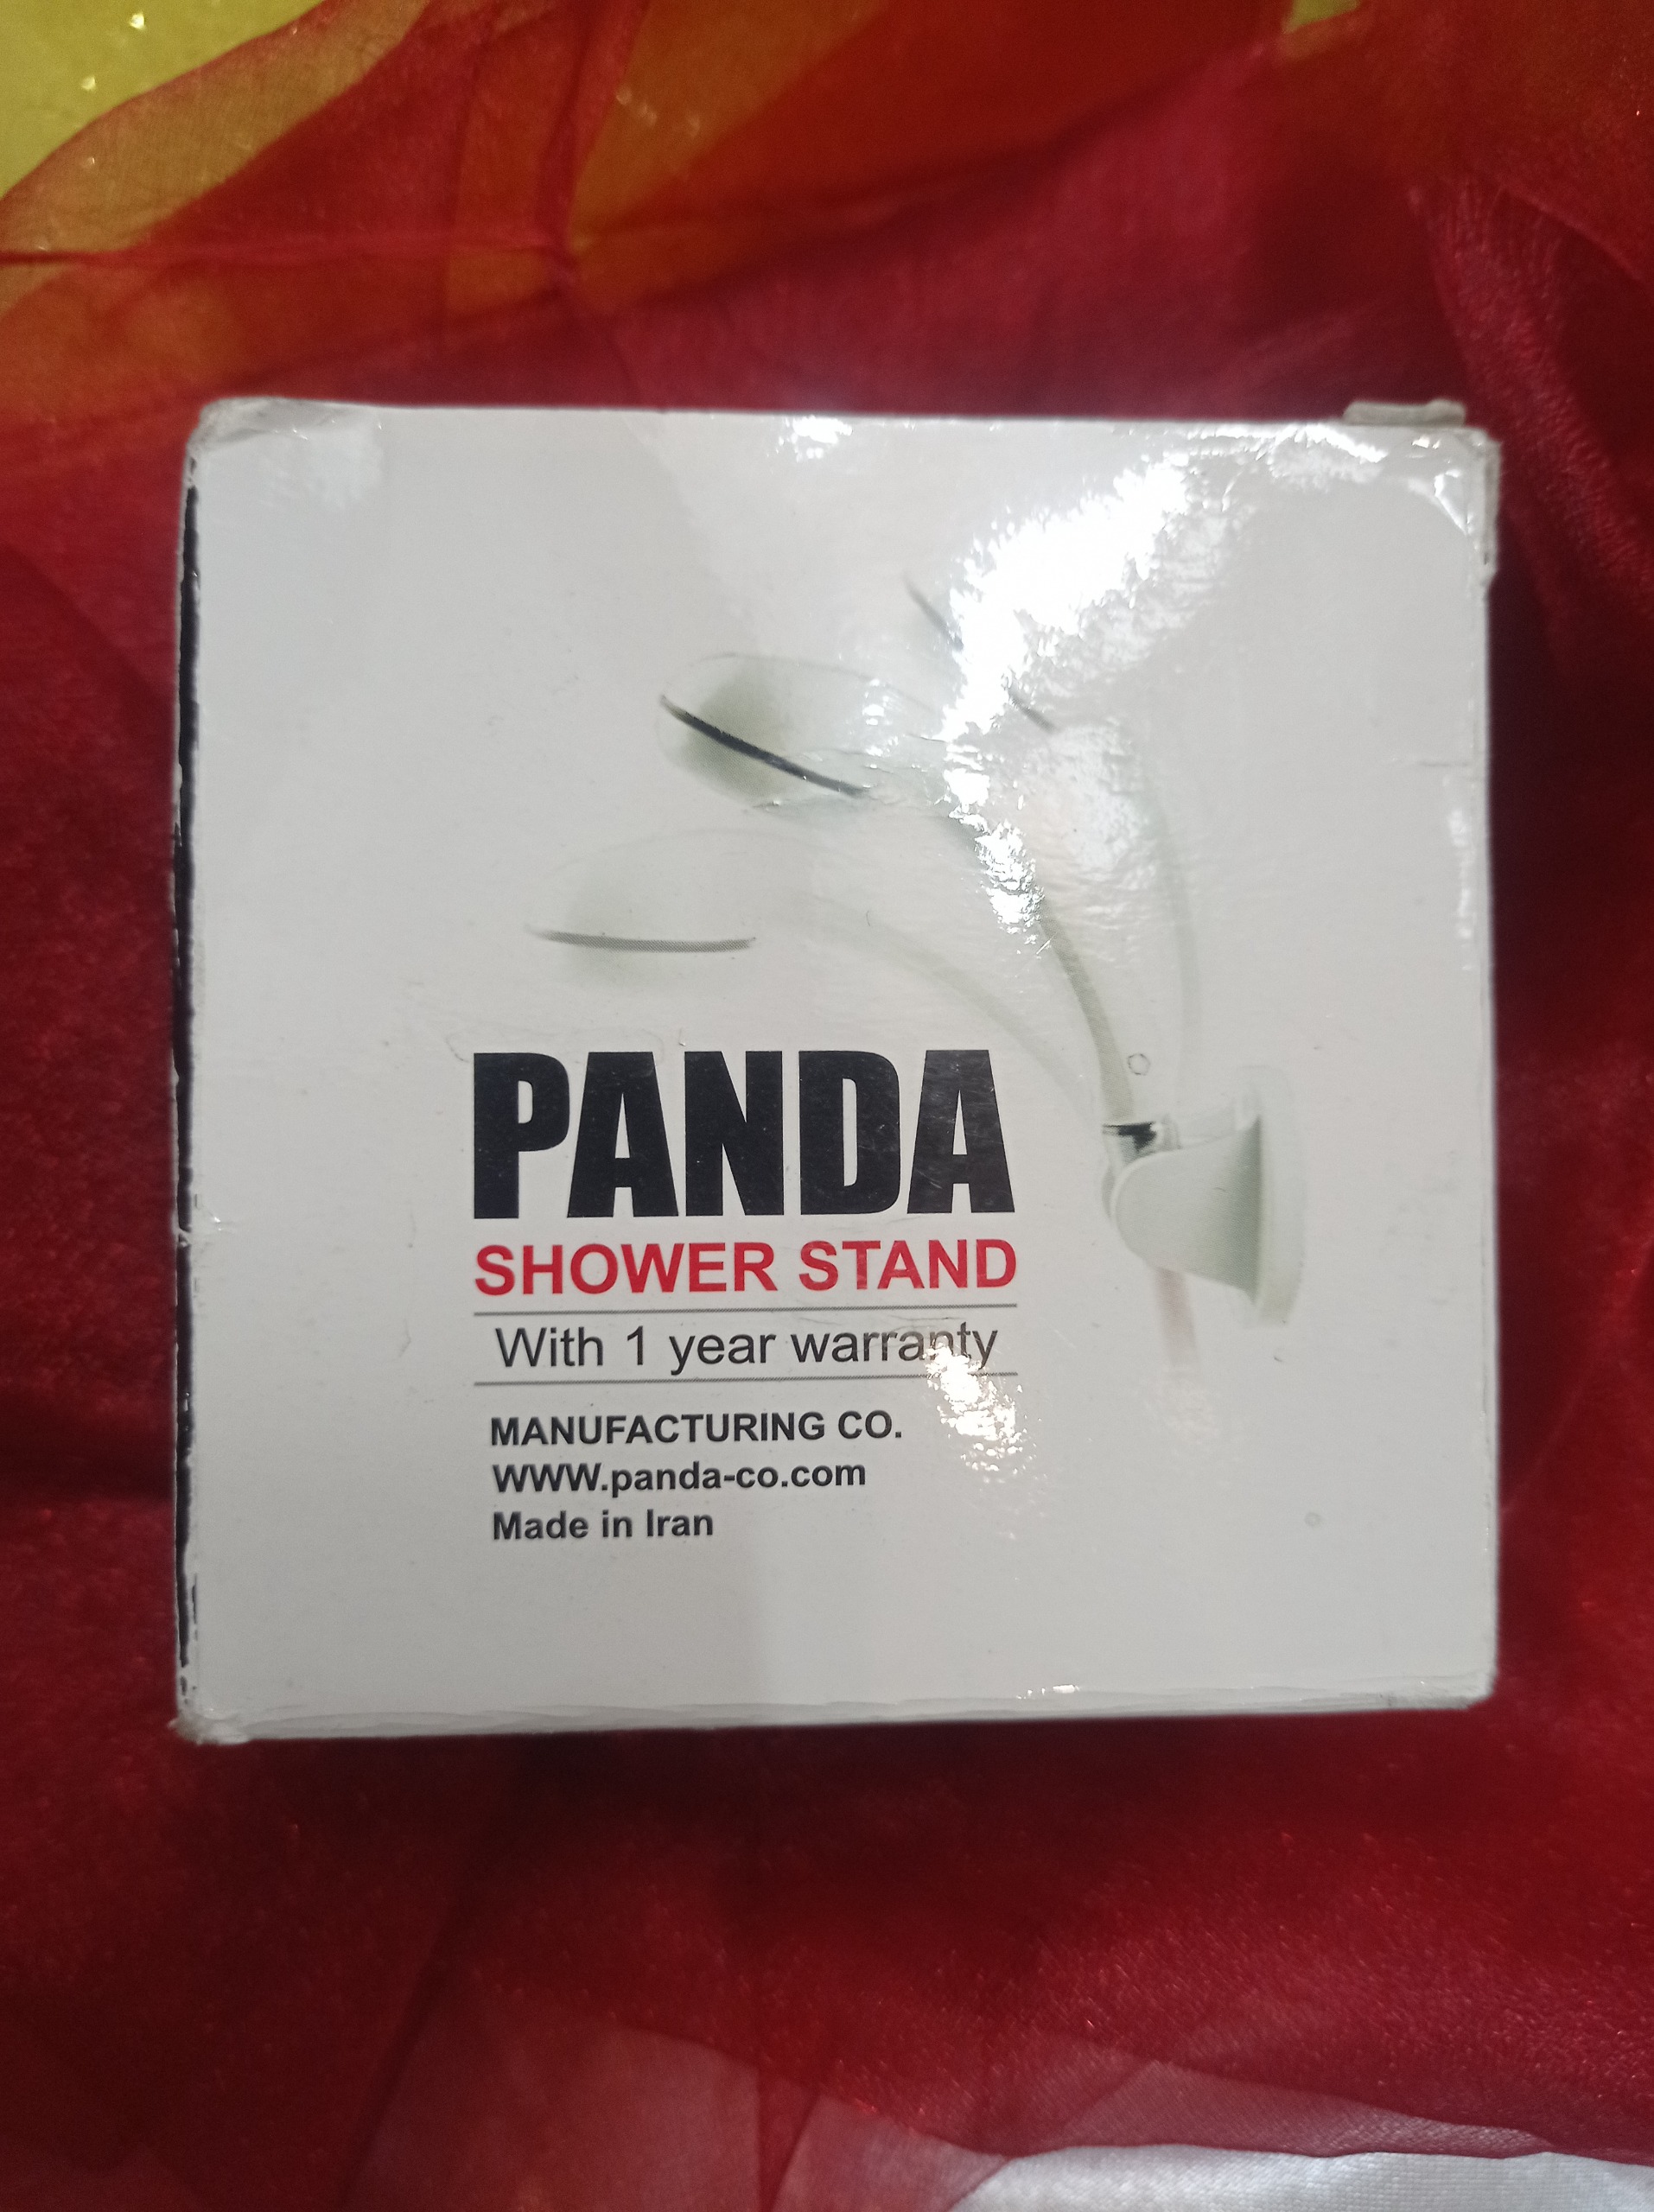 PANDA
SHOWER STAND
With 1 year warranty
MANUFACTURING CO.
WWW.panda-co.com
Made in Iran